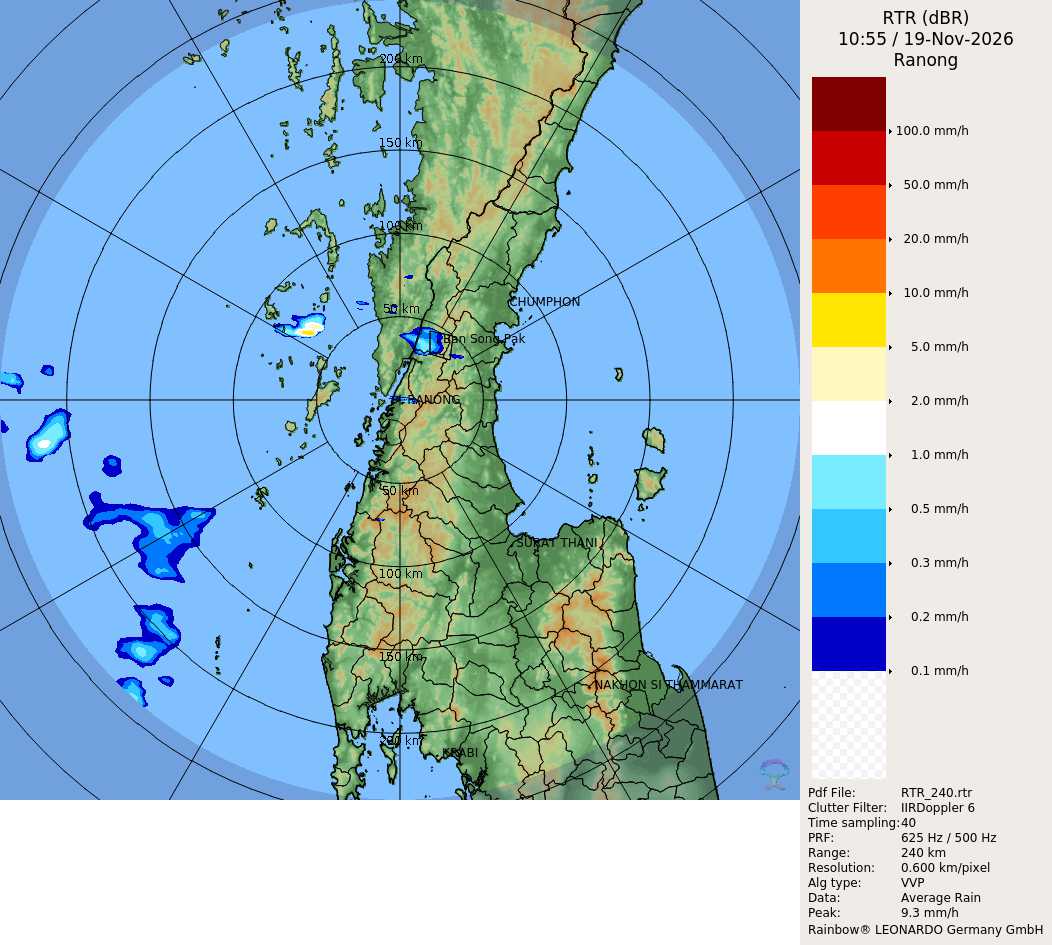 RTR (dBR)
10:55 / 19-Nov-2026
Ranong
200 km
150 km
100 km
50 km
CHUMPHON
Ban Song Pak
RANONG
50 km
SURAT THANI
100 km
150 km
NAKHON SI THAMMARAT
200 km
KRABI
100.0 mm/h
50.0 mm/h
20.0 mm/h
10.0 mm/h
5.0 mm/h
2.0 mm/h
1.0 mm/h
0.5 mm/h
0.3 mm/h
0.2 mm/h
0.1 mm/h
Pdf File: RTR_240.rtr
Clutter Filter: IIRDoppler 6
Time sampling:40
PRF: 625 Hz / 500 Hz
Range: 240 km
Resolution: 0.600 km/pixel
Alg type: VVP
Data: Average Rain
Peak: 9.3 mm/h
Rainbow® LEONARDO Germany GmbH